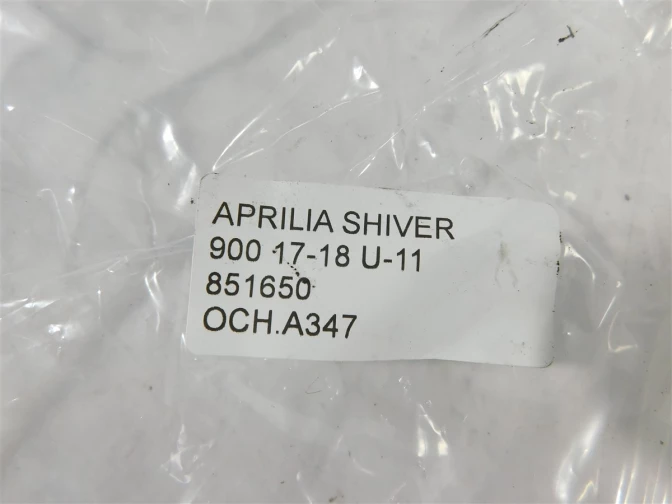 APRILIA SHIVER
900 17-18 U-11
851650
OCH.A347